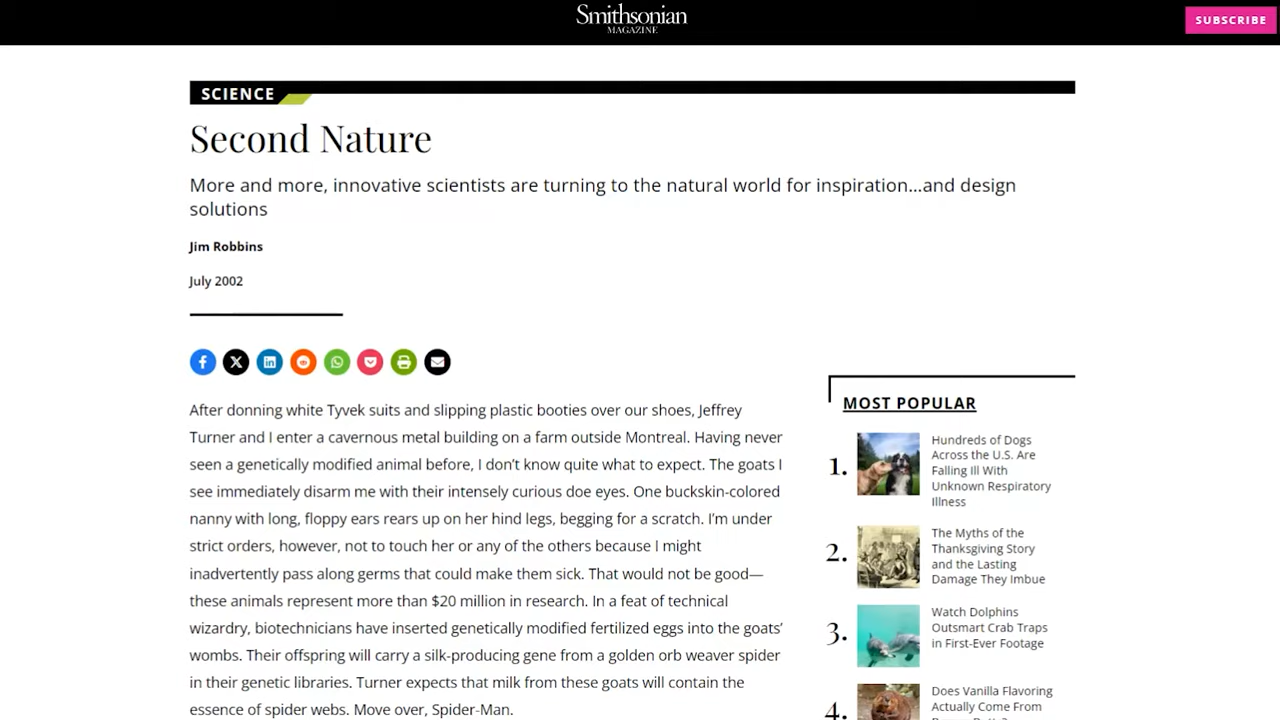 Smithsonian
MAGAZINE
SUBSCRIBE
SCIENCE
Second Nature
More and more, innovative scientists are turning to the natural world for inspiration...and design
solutions
Jim Robbins
July 2002
After donning white Tyvek suits and slipping plastic booties over our shoes, Jeffrey
Turner and I enter a cavernous metal building on a farm outside Montreal. Having never
seen a genetically modified animal before, I don’t know quite what to expect. The goats I
see immediately disarm me with their intensely curious doe eyes. One buckskin-colored
nanny with long, floppy ears rears up on her hind legs, begging for a scratch. I’m under
strict orders, however, not to touch her or any of the others because I might
inadvertently pass along germs that could make them sick. That would not be good—
these animals represent more than $20 million in research. In a feat of technical
wizardry, biotechnicians have inserted genetically modified fertilized eggs into the goats’
wombs. Their offspring will carry a silk-producing gene from a golden orb weaver spider
in their genetic libraries. Turner expects that milk from these goats will contain the
essence of spider webs. Move over, Spider-Man.
MOST POPULAR
1.
Hundreds of Dogs
Across the U.S. Are
Falling Ill With
Unknown Respiratory
Illness
2.
The Myths of the
Thanksgiving Story
and the Lasting
Damage They Imbue
3.
Watch Dolphins
Outsmart Crab Traps
in First-Ever Footage
4.
Does Vanilla Flavoring
Actually Come From